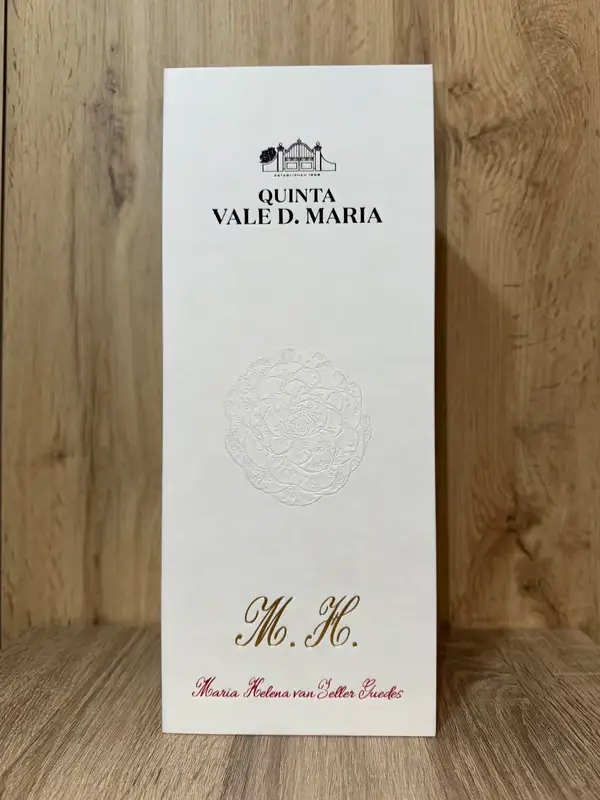 ESTABLISHED 1868
QUINTA
VALE D. MARIA
M. H.
Maria Helena van Zeller Guedes